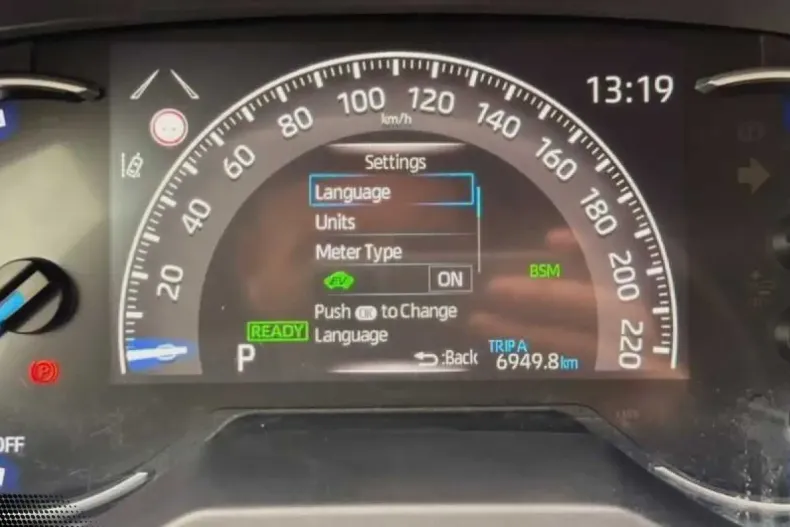 13:19
100 120
80 140
km/h
60 160
Settings
Language
40 180
Units
Meter Type
20 200
EV ON
BSM
Push OK to Change
Language
READY
220
P
TRIP A
:Back
6949.8km
P
OFF